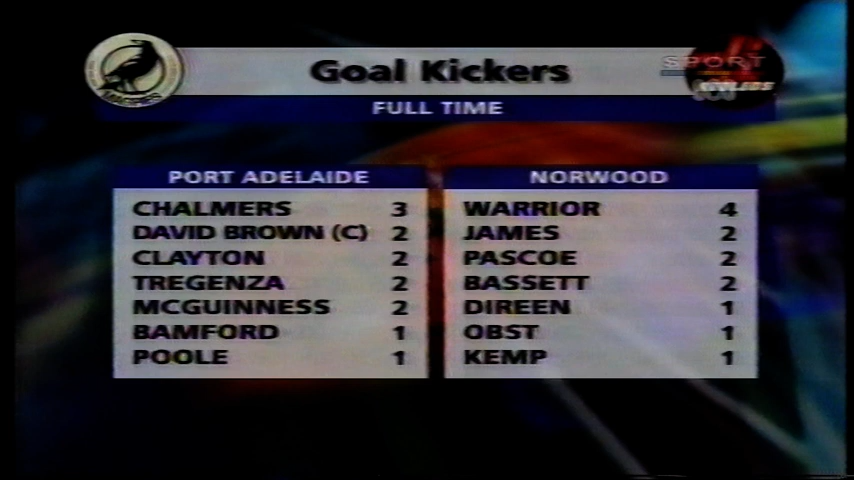 Goal Kickers
SPORT
FULL TIME
PORT ADELAIDE
CHALMERS 3
DAVID BROWN (C) 2
CLAYTON 2
TREGENZA 2
MCGUINNESS 2
BAMFORD 1
POOLE 1
NORWOOD
WARRIOR 4
JAMES 2
PASCOE 2
BASSETT 2
DIREEN 1
OBST 1
KEMP 1